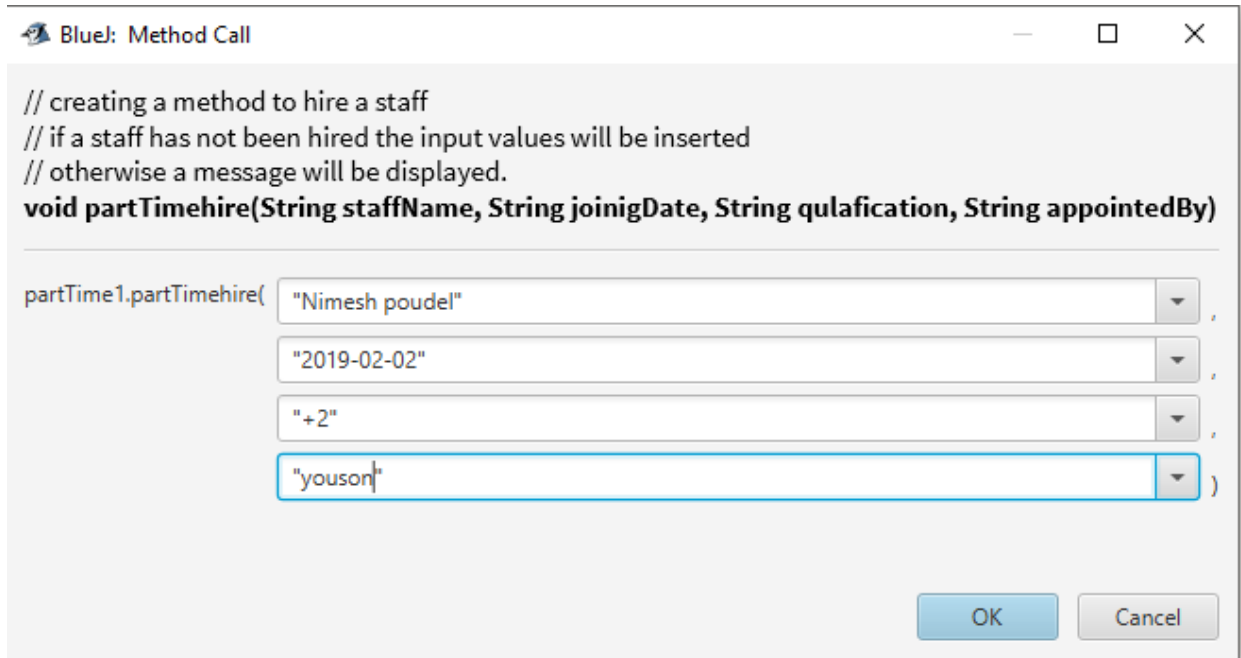 BlueJ: Method Call
// creating a method to hire a staff
// if a staff has not been hired the input values will be inserted
// otherwise a message will be displayed.
void partTimehire(String staffName, String joinigDate, String qulafication, String appointedBy)
partTime1.partTimehire( "Nimesh poudel" ,
"2019-02-02" ,
"+2" ,
"youson" )
OK Cancel